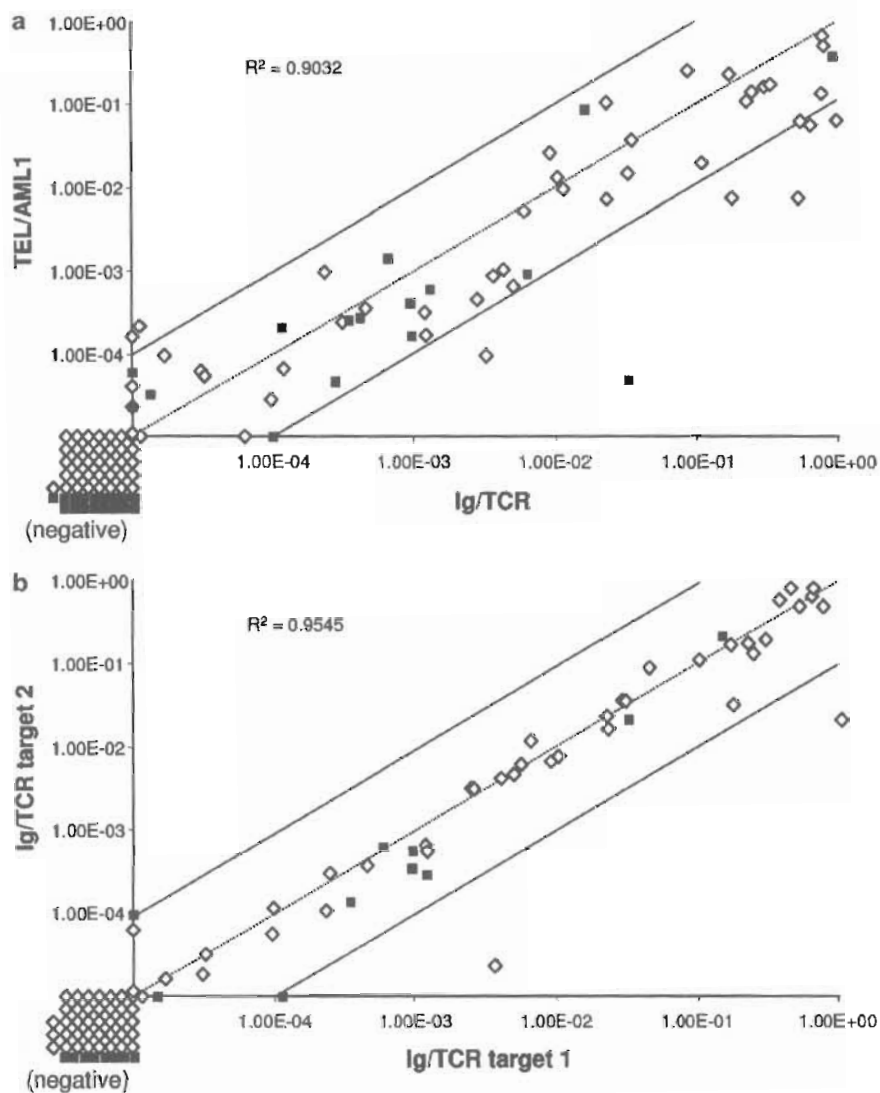 a
1.00E+00
R² = 0.9032
1.00E-01
1.00E-02
1.00E-03
1.00E-04
TEL/AML1
1.00E-04 1.00E-03 1.00E-02 1.00E-01 1.00E+00
Ig/TCR
(negative)
b
1.00E+00
R² = 0.9545
1.00E-01
1.00E-02
1.00E-03
1.00E-04
Ig/TCR target 2
1.00E-04 1.00E-03 1.00E-02 1.00E-01 1.00E+00
Ig/TCR target 1
(negative)